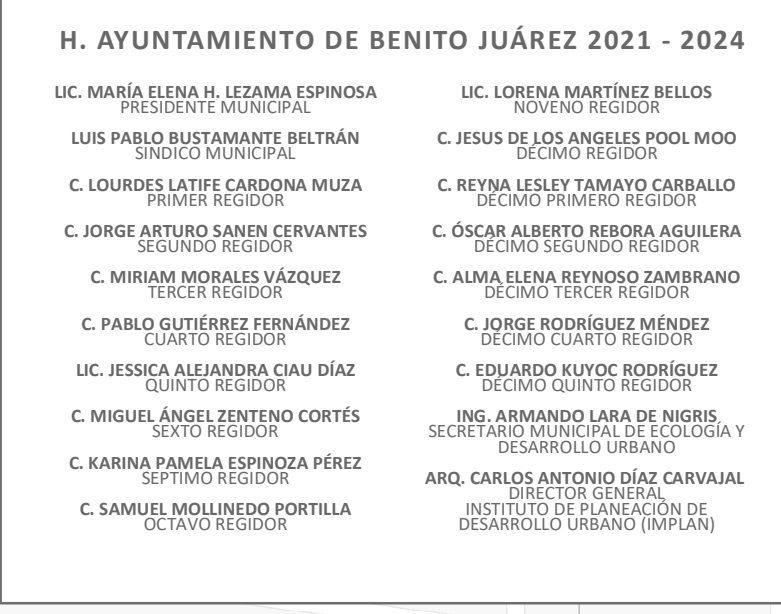 H. AYUNTAMIENTO DE BENITO JUÁREZ 2021 - 2024
LIC. MARÍA ELENA H. LEZAMA ESPINOSA
PRESIDENTE MUNICIPAL
LUIS PABLO BUSTAMANTE BELTRÁN
SINDICO MUNICIPAL
C. LOURDES LATIFE CARDONA MUZA
PRIMER REGIDOR
C. JORGE ARTURO SANEN CERVANTES
SEGUNDO REGIDOR
C. MIRIAM MORALES VÁZQUEZ
TERCER REGIDOR
C. PABLO GUTIÉRREZ FERNÁNDEZ
CUARTO REGIDOR
LIC. JESSICA ALEJANDRA CIAU DÍAZ
QUINTO REGIDOR
C. MIGUEL ÁNGEL ZENTENO CORTÉS
SEXTO REGIDOR
C. KARINA PAMELA ESPINOZA PÉREZ
SEPTIMO REGIDOR
C. SAMUEL MOLLINEDO PORTILLA
OCTAVO REGIDOR
LIC. LORENA MARTÍNEZ BELLOS
NOVENO REGIDOR
C. JESUS DE LOS ANGELES POOL MOO
DÉCIMO REGIDOR
C. REYNA LESLEY TAMAYO CARBALLO
DÉCIMO PRIMERO REGIDOR
C. ÓSCAR ALBERTO REBORA AGUILERA
DÉCIMO SEGUNDO REGIDOR
C. ALMA ELENA REYNOSO ZAMBRANO
DÉCIMO TERCER REGIDOR
C. JORGE RODRÍGUEZ MÉNDEZ
DÉCIMO CUARTO REGIDOR
C. EDUARDO KUYOC RODRÍGUEZ
DÉCIMO QUINTO REGIDOR
ING. ARMANDO LARA DE NIGRIS
SECRETARIO MUNICIPAL DE ECOLOGÍA Y
DESARROLLO URBANO
ARQ. CARLOS ANTONIO DÍAZ CARVAJAL
DIRECTOR GENERAL
INSTITUTO DE PLANEACIÓN DE
DESARROLLO URBANO (IMPLAN)